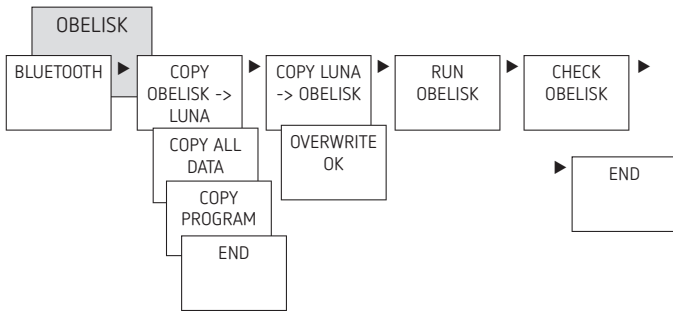 OBELISK
BLUETOOTH
COPY
OBELISK ->
LUNA
COPY ALL
DATA
COPY
PROGRAM
END
COPY LUNA
-> OBELISK
OVERWRITE
OK
RUN
OBELISK
CHECK
OBELISK
END